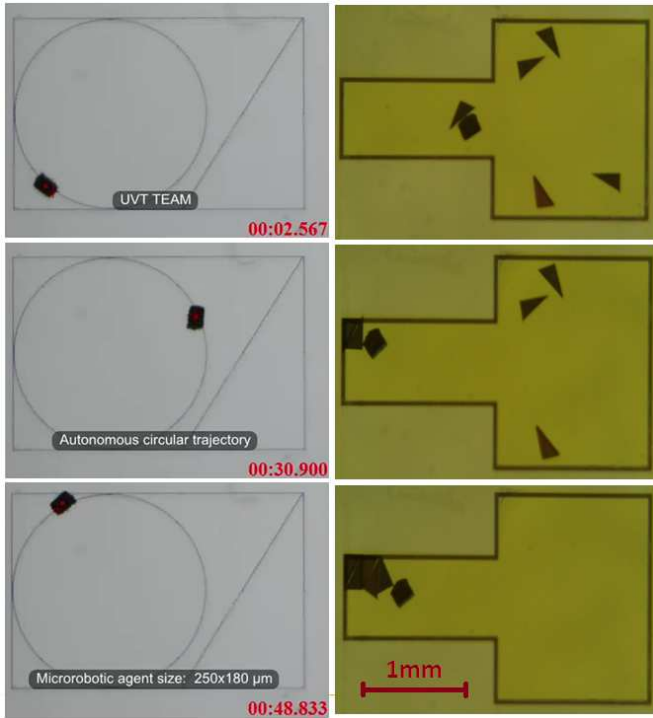 UVT TEAM
00:02.567
Autonomous circular trajectory
00:30.900
Microrobotic agent size: 250x180 µm
00:48.833
1mm